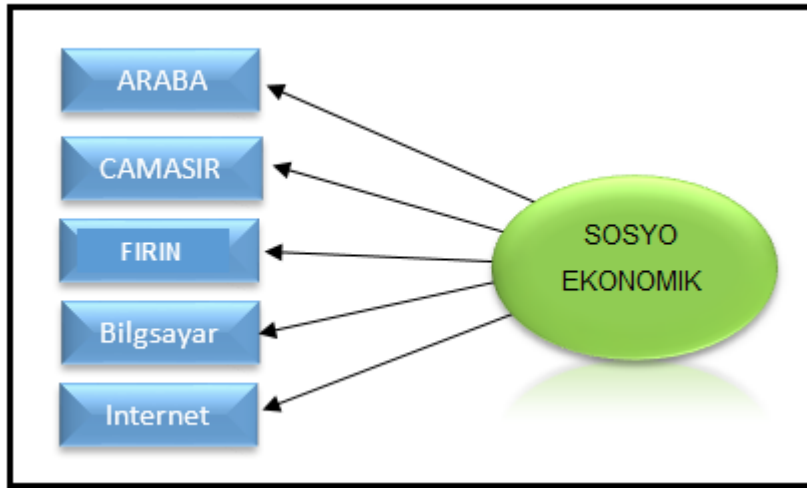 ARABA
CAMASIR
FIRIN
Bilgsayar
Internet
SOSYO
EKONOMIK